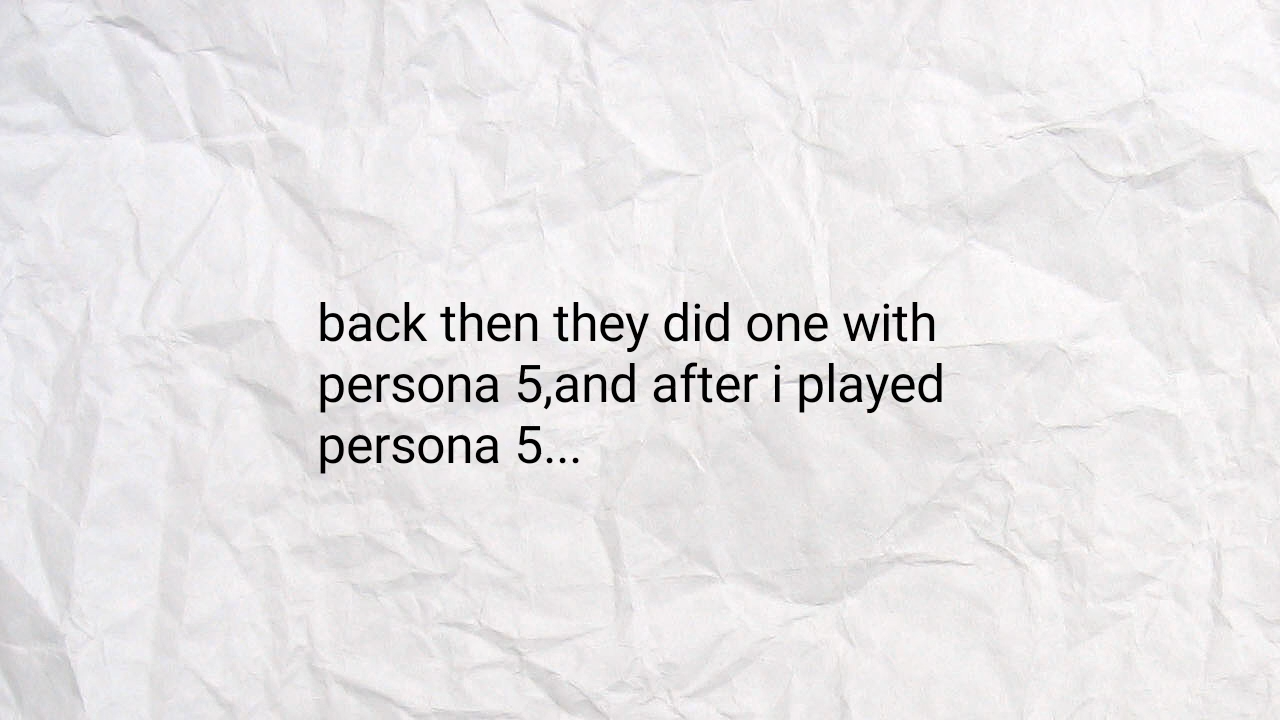 back then they did one with
persona 5,and after i played
persona 5...